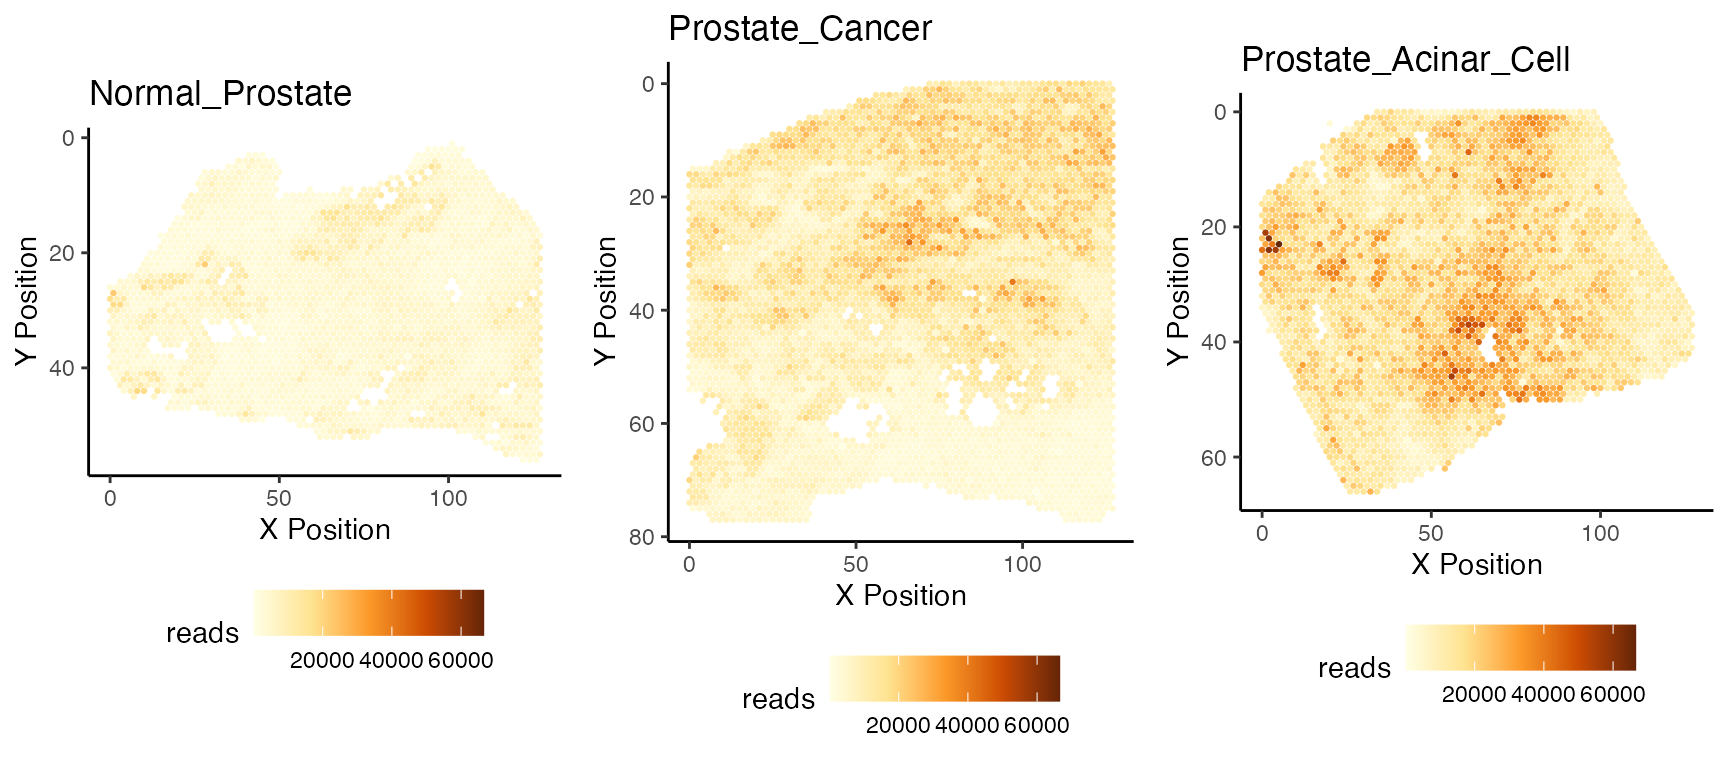 Normal_Prostate
0
20
40
Y Position
0 50 100
X Position
reads
20000 40000 60000
Prostate_Cancer
0
20
40
60
80
Y Position
0 50 100
X Position
reads
20000 40000 60000
Prostate_Acinar_Cell
0
20
40
60
Y Position
0 50 100
X Position
reads
20000 40000 60000